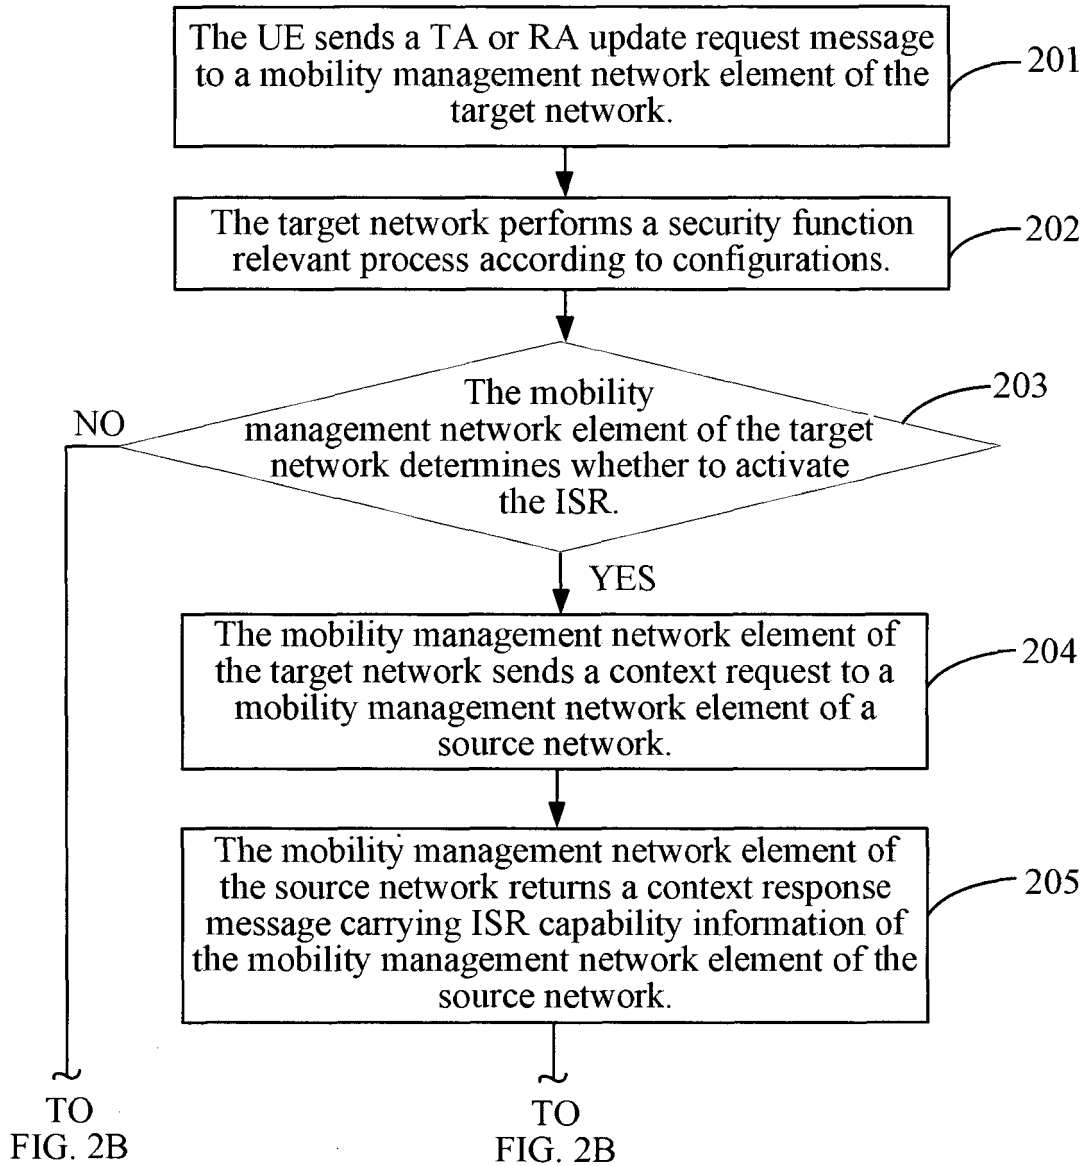 The UE sends a TA or RA update request message
to a mobility management network element of the
target network.
201
The target network performs a security function
relevant process according to configurations.
202
The mobility
management network element of the target
network determines whether to activate
the ISR.
203
NO
YES
The mobility management network element of
the target network sends a context request to a
mobility management network element of a
source network.
204
The mobility management network element of
the source network returns a context response
message carrying ISR capability information of
the mobility management network element of the
source network.
205
TO
FIG. 2B
TO
FIG. 2B